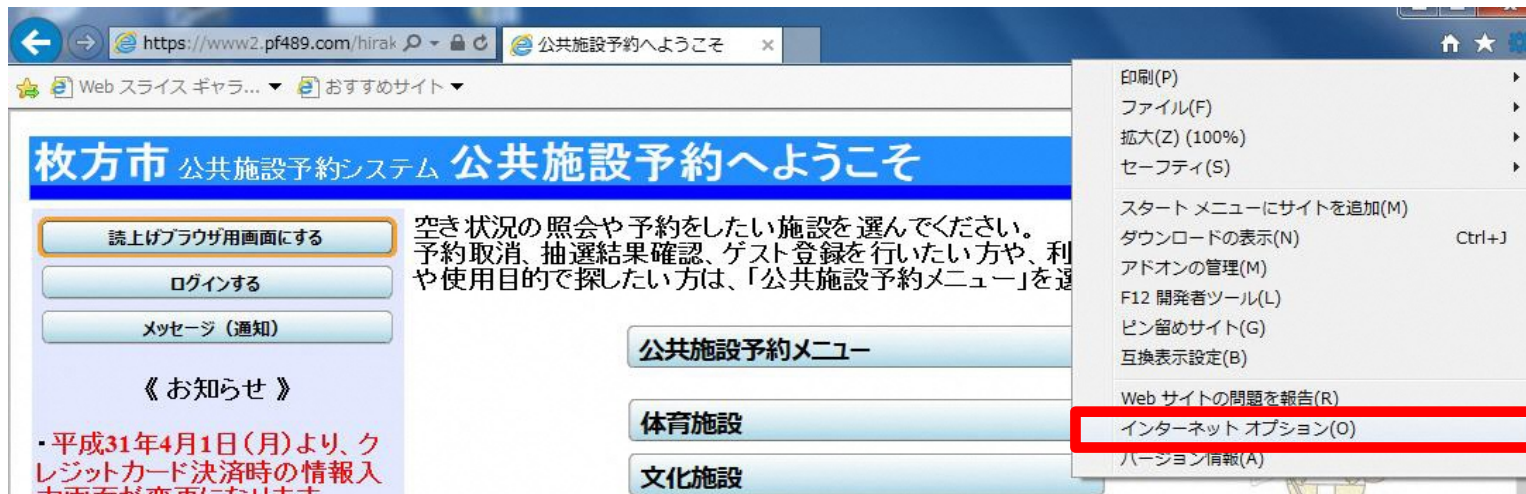 https://www2.pf489.com/hirak
公共施設予約へようこそ
Web スライス ギャラ...
おすすめサイト
枚方市 公共施設予約システム 公共施設予約へようこそ
読上げブラウザ用画面にする
ログインする
メッセージ(通知)
《お知らせ》
・平成31年4月1日(月)より、ク
レジットカード決済時の情報入
力画面が変更になります
空き状況の照会や予約をしたい施設を選んでください。
予約取消、抽選結果確認、ゲスト登録を行いたい方や、利
や使用目的で探したい方は、「公共施設予約メニュー」を選
公共施設予約メニュー
体育施設
文化施設
印刷(P)
ファイル(F)
拡大(Z) (100%)
セーフティ(S)
スタート メニューにサイトを追加(M)
ダウンロードの表示(N) Ctrl+J
アドオンの管理(M)
F12 開発者ツール(L)
ピン留めサイト(G)
互換表示設定(B)
Web サイトの問題を報告(R)
インターネット オプション(O)
バージョン情報(A)